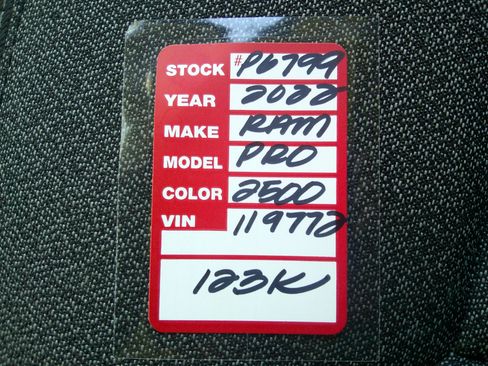 STOCK #P6799
YEAR 2022
MAKE RAM
MODEL PRO
COLOR 2500
VIN 119772
123K